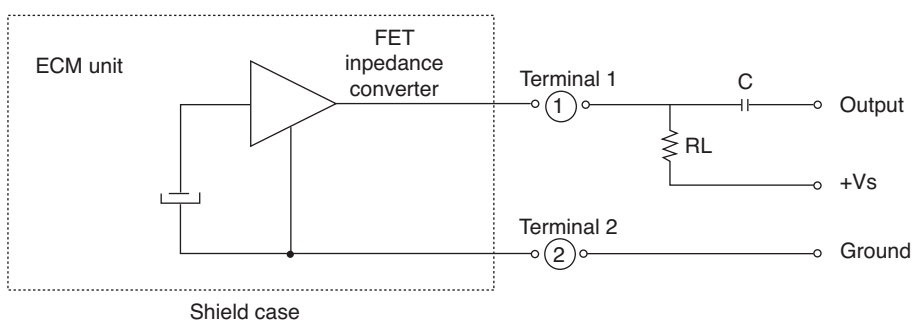 ECM unit
FET
inpedance
converter
Terminal 1
1
C
Output
RL
+Vs
Terminal 2
2
Ground
Shield case